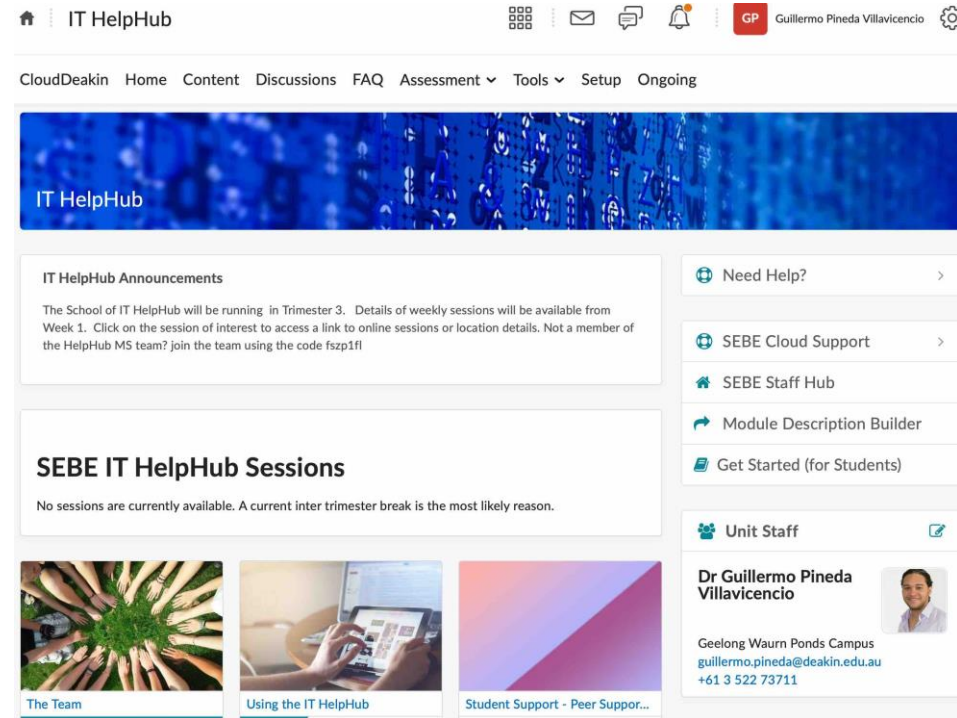 IT HelpHub
GP
Guillermo Pineda Villavicencio
CloudDeakin Home Content Discussions FAQ Assessment Tools Setup Ongoing
IT HelpHub
IT HelpHub Announcements
The School of IT HelpHub will be running in Trimester 3. Details of weekly sessions will be available from
Week 1. Click on the session of interest to access a link to online sessions or location details. Not a member of
the HelpHub MS team? join the team using the code fszp1fl
SEBE IT HelpHub Sessions
No sessions are currently available. A current inter trimester break is the most likely reason.
The Team
Using the IT HelpHub
Student Support - Peer Suppor...
Need Help?
SEBE Cloud Support
SEBE Staff Hub
Module Description Builder
Get Started (for Students)
Unit Staff
Dr Guillermo Pineda
Villavicencio
Geelong Waurn Ponds Campus
guillermo.pineda@deakin.edu.au
+61 3 522 73711